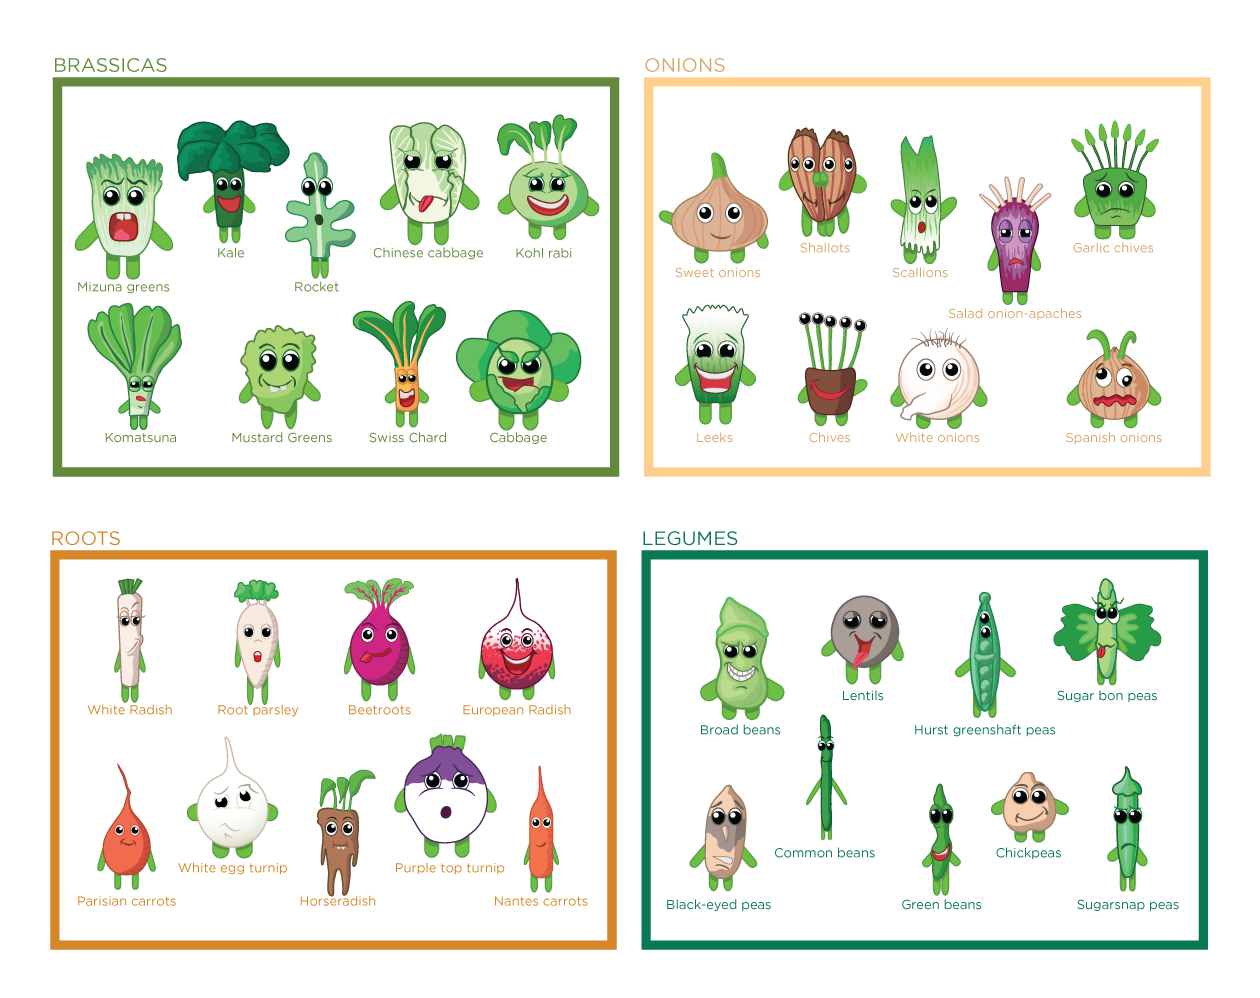 BRASSICAS
Kale
Chinese cabbage
Kohl rabi
Mizuna greens
Rocket
Komatsuna
Mustard Greens
Swiss Chard
Cabbage
ONIONS
Shallots
Garlic chives
Sweet onions
Scallions
Salad onion-apaches
Leeks
Chives
White onions
Spanish onions
ROOTS
White Radish
Root parsley
Beetroots
European Radish
White egg turnip
Purple top turnip
Parisian carrots
Horseradish
Nantes carrots
LEGUMES
Lentils
Sugar bon peas
Broad beans
Hurst greenshaft peas
Common beans
Chickpeas
Black-eyed peas
Green beans
Sugarsnap peas